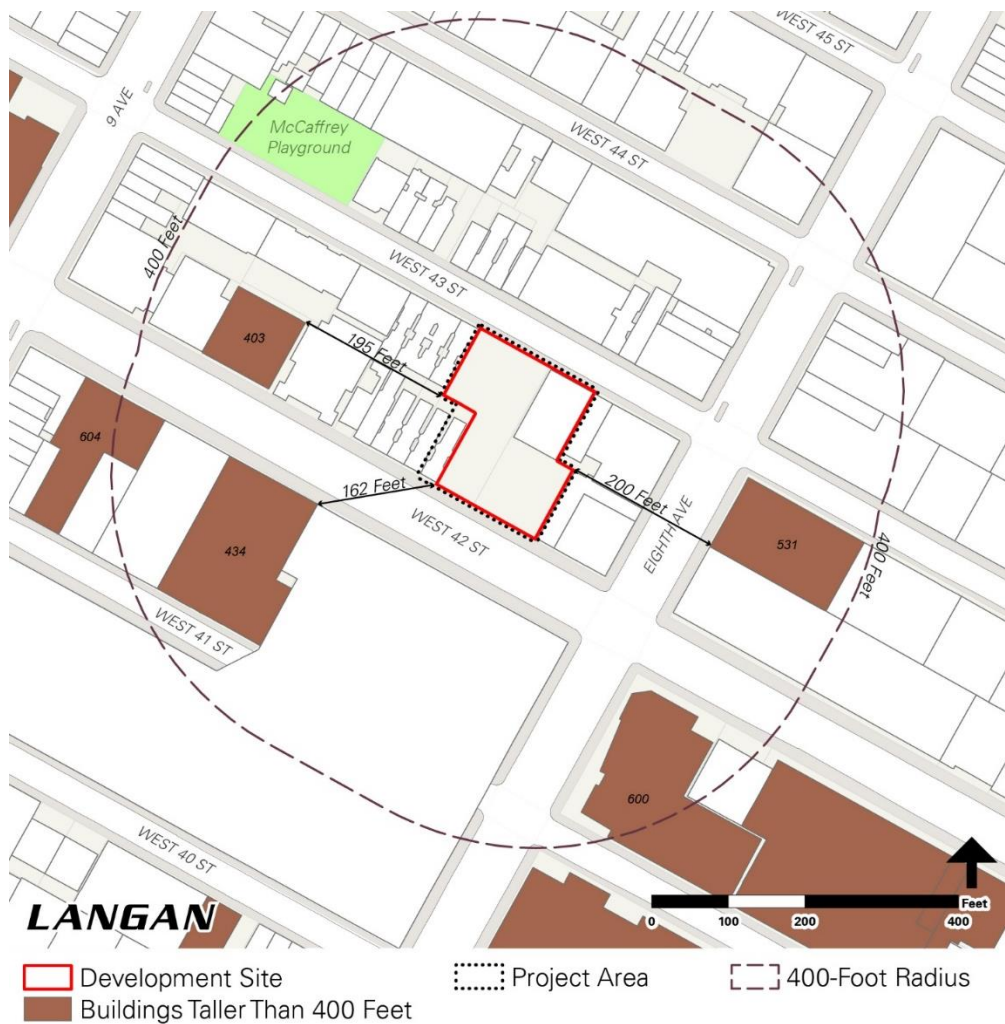 WEST 45 ST
9 AVE
McCaffrey
Playground
WEST 44 ST
400 Feet
WEST 43 ST
403
195 Feet
604
162 Feet
200 Feet
434
WEST 42 ST
EIGHTH AVE
531
400 Feet
WEST 41 ST
600
WEST 40 ST
LANGAN
Feet
0 100 200 400
Development Site
Project Area
400-Foot Radius
Buildings Taller Than 400 Feet